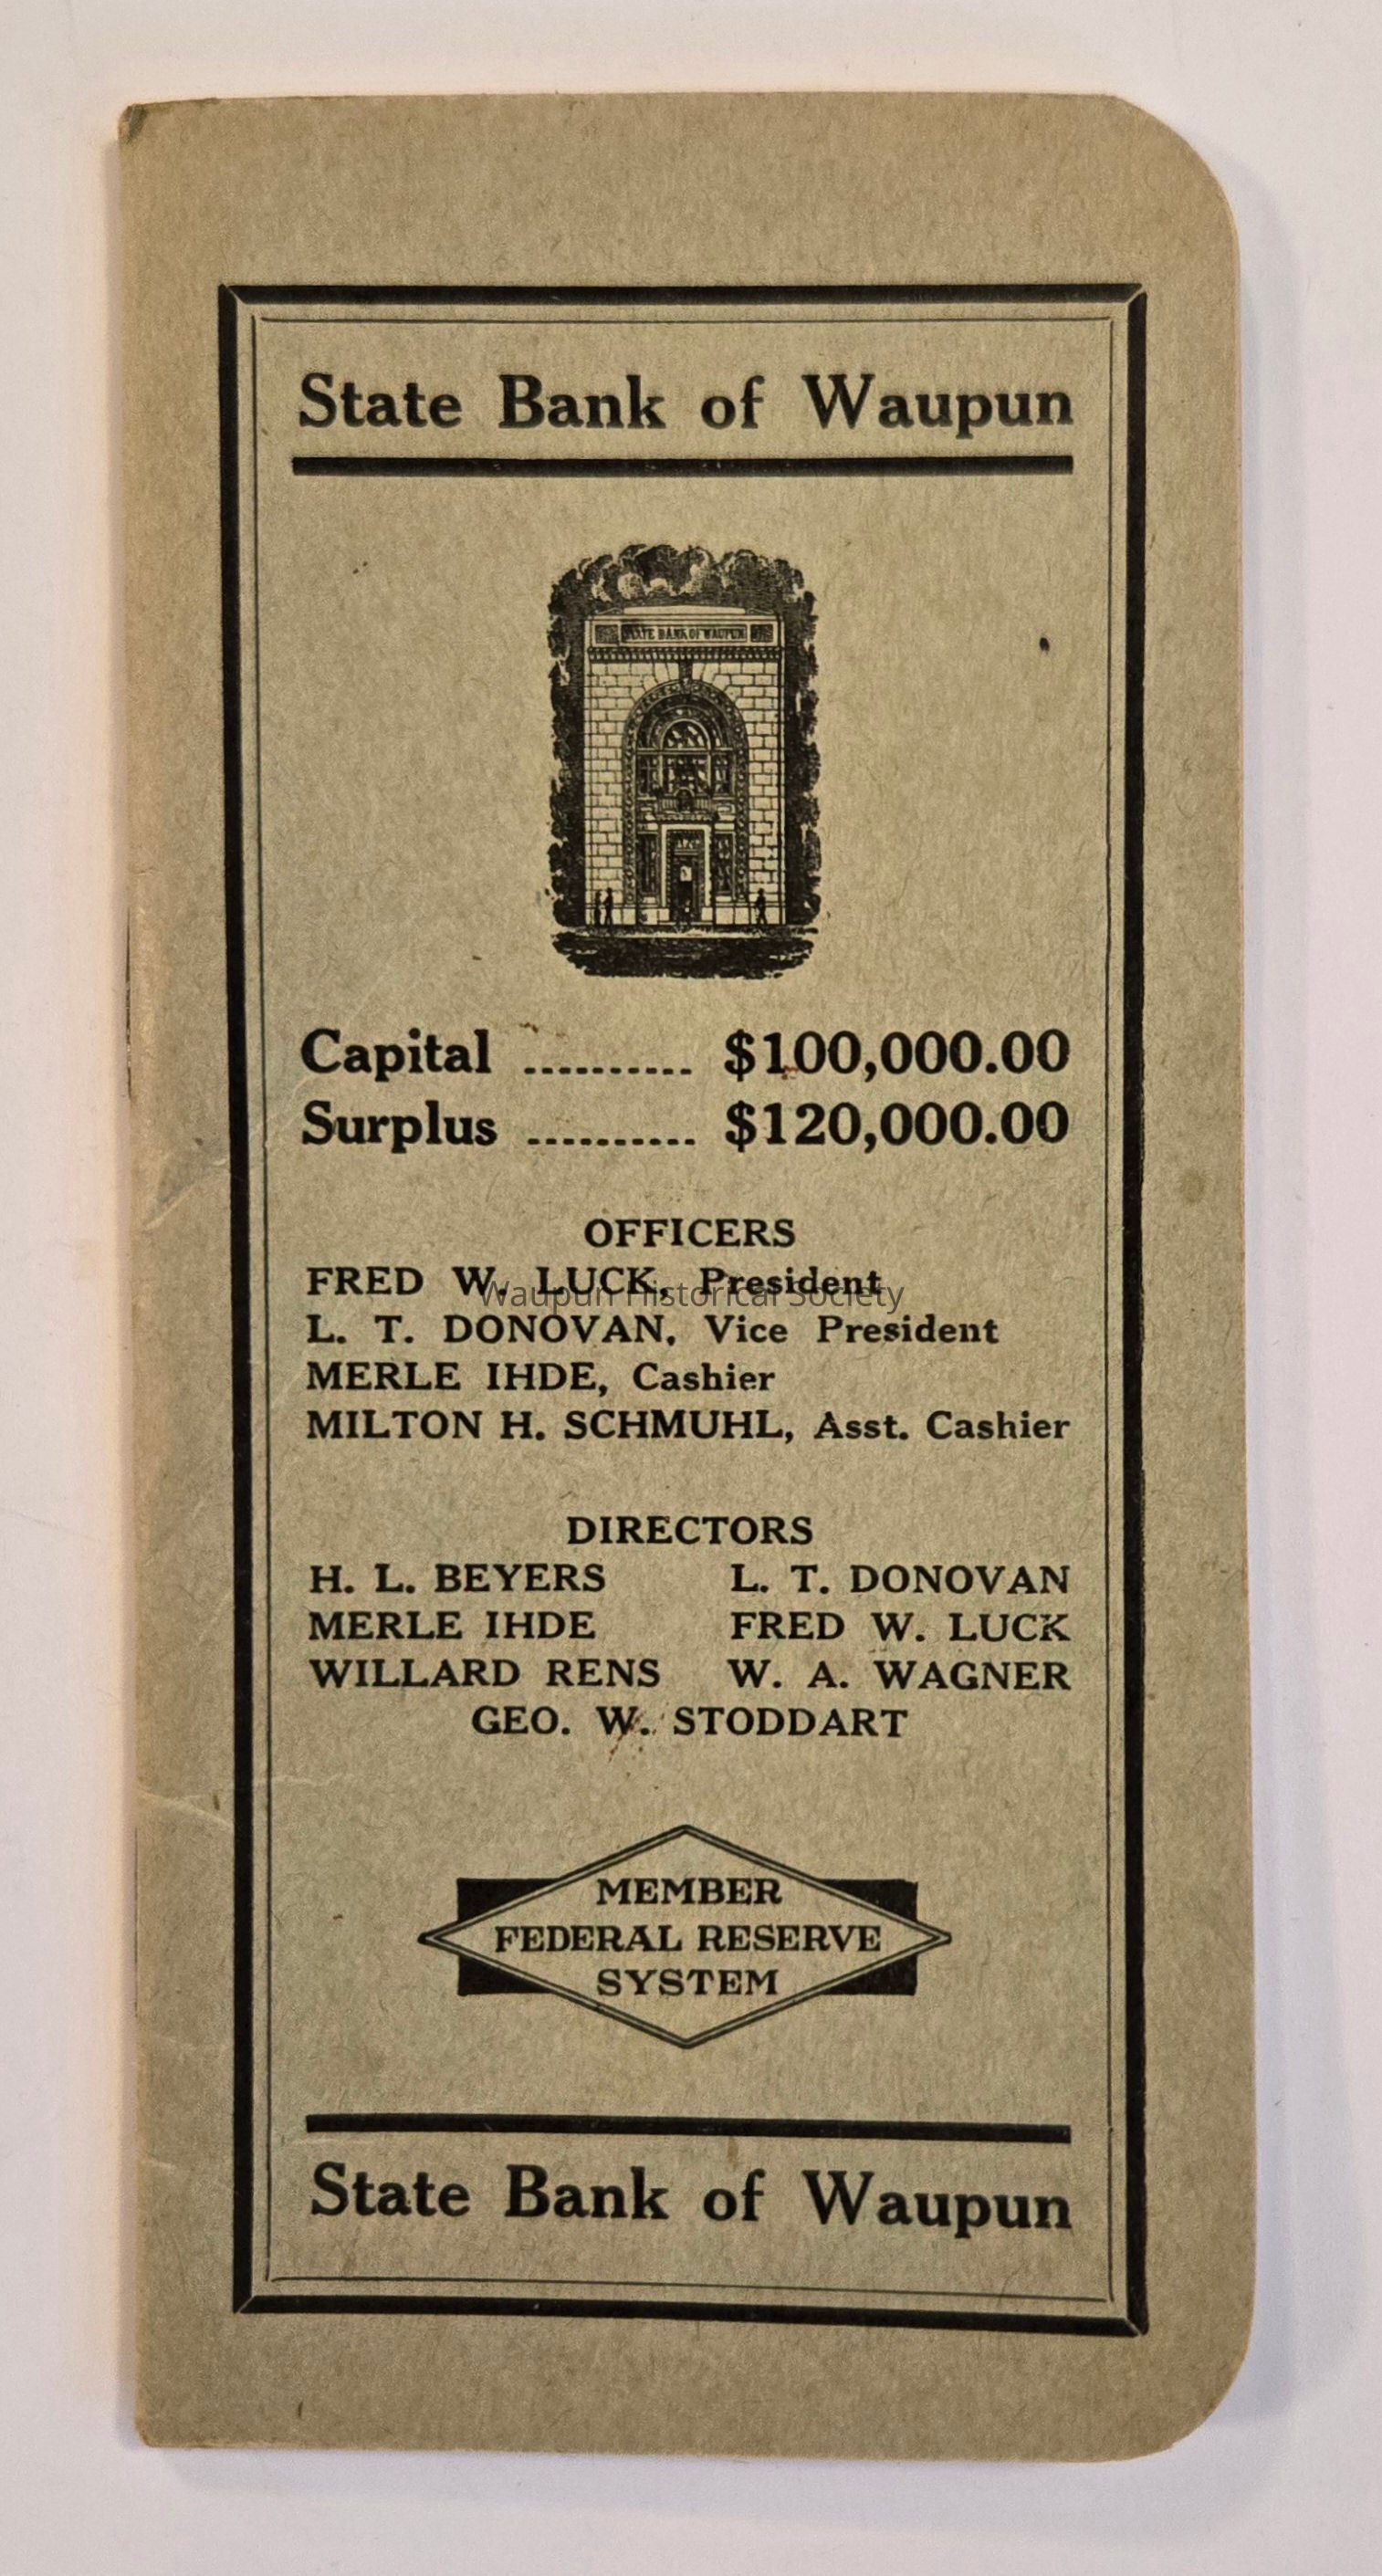 State Bank of Waupun
STATE BANK OF WAUPUN
Capital .......... $100,000.00
Surplus .......... $120,000.00
OFFICERS
FRED W. LUCK, President
Waupun Historical Society
L. T. DONOVAN, Vice President
MERLE IHDE, Cashier
MILTON H. SCHMUHL, Asst. Cashier
DIRECTORS
H. L. BEYERS L. T. DONOVAN
MERLE IHDE FRED W. LUCK
WILLARD RENS W. A. WAGNER
GEO. W. STODDART
MEMBER
FEDERAL RESERVE
SYSTEM
State Bank of Waupun